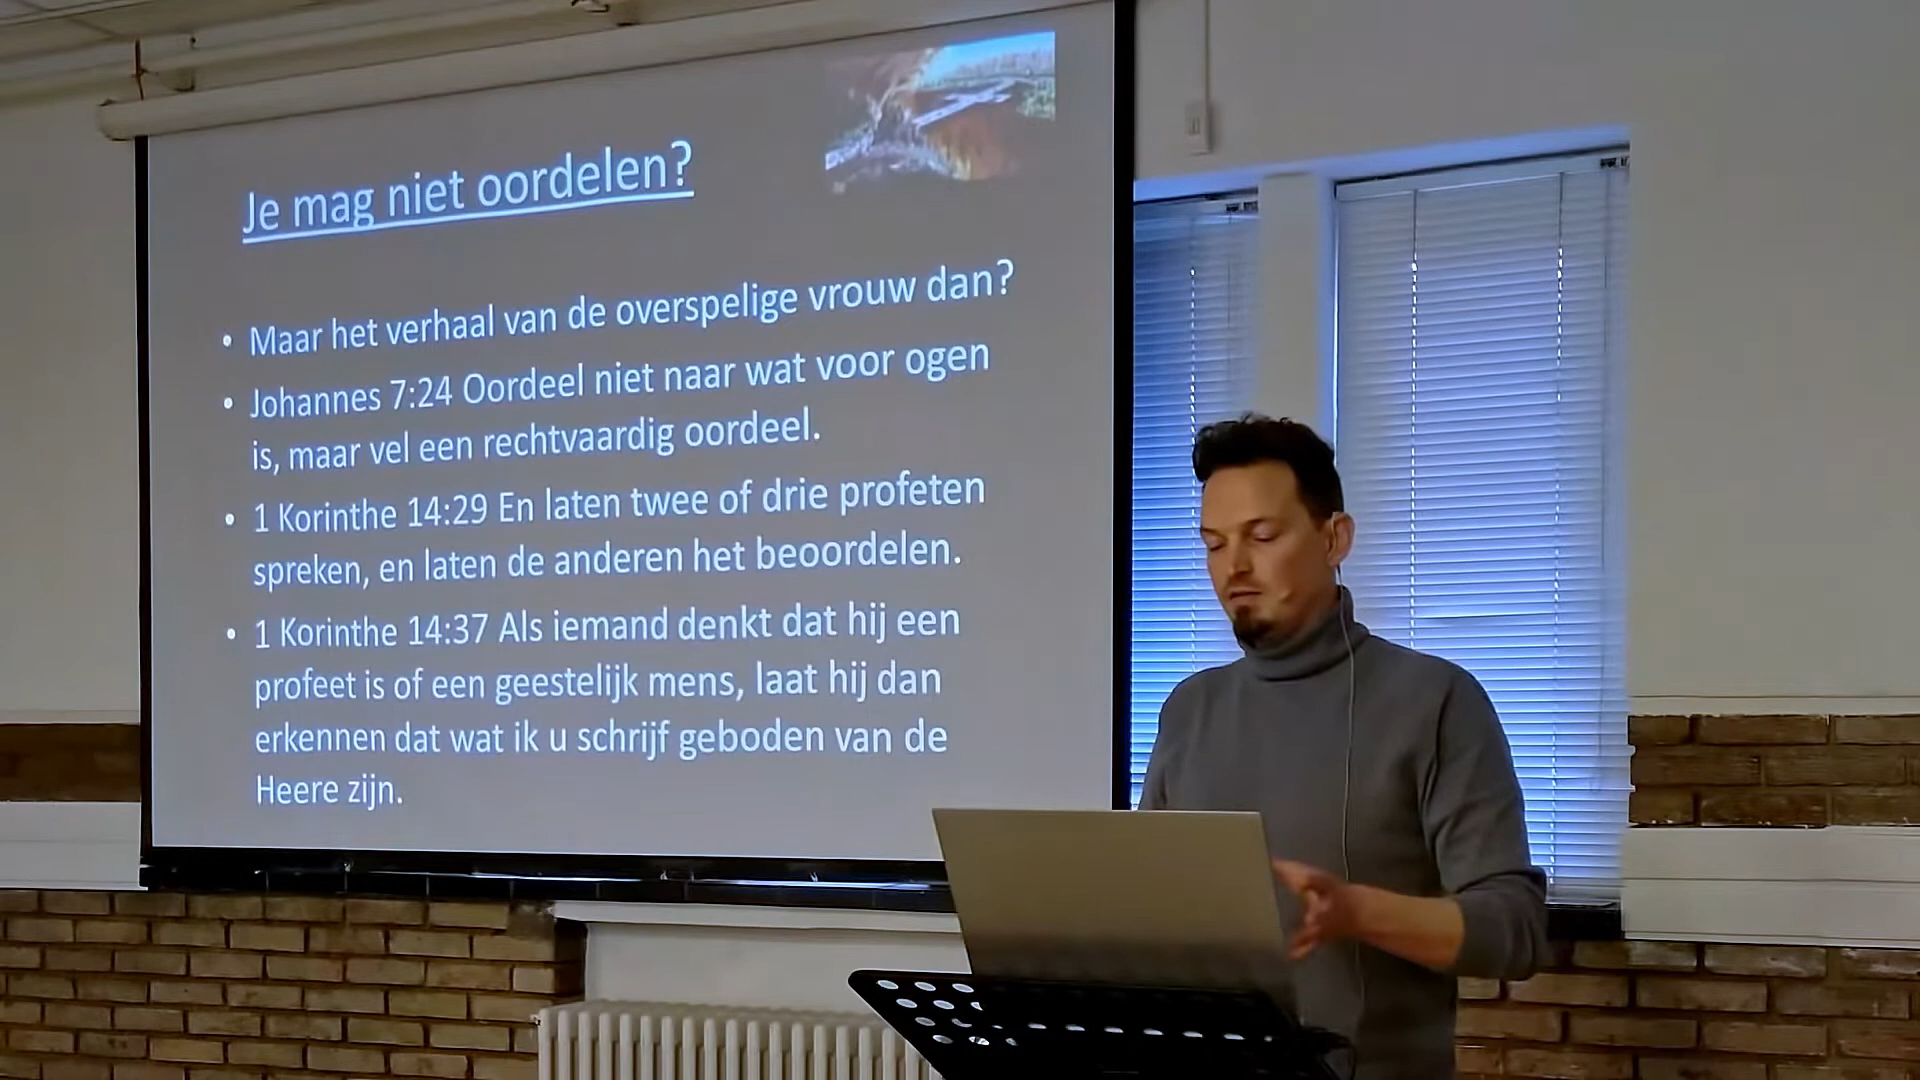 Je mag niet oordelen?
• Maar het verhaal van de overspelige vrouw dan?
• Johannes 7:24 Oordeel niet naar wat voor ogen
is, maar vel een rechtvaardig oordeel.
• 1 Korinthe 14:29 En laten twee of drie profeten
spreken, en laten de anderen het beoordelen.
• 1 Korinthe 14:37 Als iemand denkt dat hij een
profeet is of een geestelijk mens, laat hij dan
erkennen dat wat ik u schrijf geboden van de
Heere zijn.